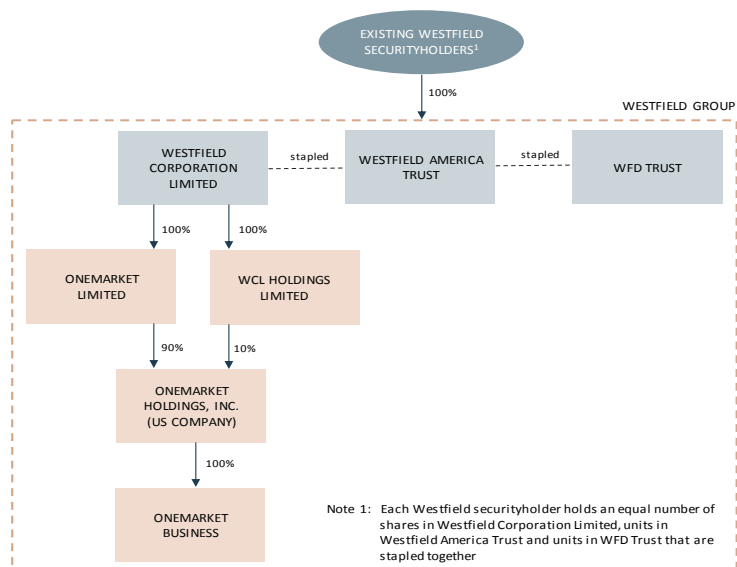 EXISTING WESTFIELD
SECURITYHOLDERS¹
100%
WESTFIELD GROUP
WESTFIELD
CORPORATION
LIMITED
stapled
WESTFIELD AMERICA
TRUST
stapled
WFD TRUST
100%
100%
ONEMARKET
LIMITED
WCL HOLDINGS
LIMITED
90%
10%
ONEMARKET
HOLDINGS, INC.
(US COMPANY)
100%
ONEMARKET
BUSINESS
Note 1: Each Westfield securityholder holds an equal number of
shares in Westfield Corporation Limited, units in
Westfield America Trust and units in WFD Trust that are
stapled together